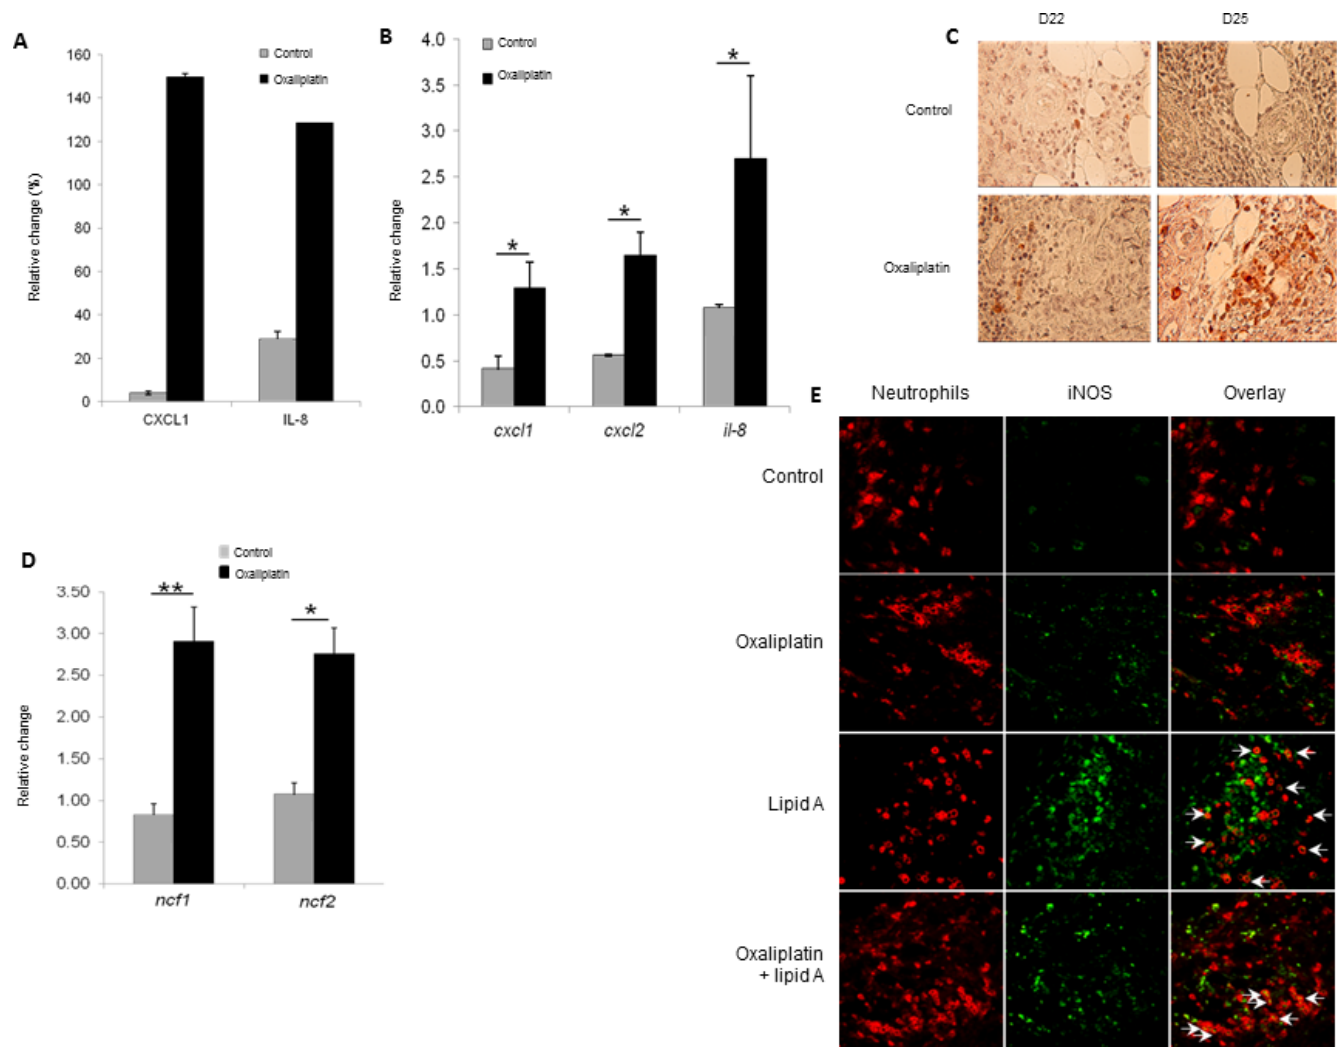 A
Control
Oxaliplatin
Relative change (%)
160
140
120
100
80
60
40
20
0
CXCL1
IL-8
B
Control
Oxaliplatin
Relative change
4.0
3.5
3.0
2.5
2.0
1.5
1.0
0.5
0.0
*
*
*
cxcl1
cxcl2
il-8
C
D22
D25
Control
Oxaliplatin
D
Control
Oxaliplatin
Relative change
3.50
3.00
2.50
2.00
1.50
1.00
0.50
0.00
**
*
ncf1
ncf2
E
Neutrophils
iNOS
Overlay
Control
Oxaliplatin
Lipid A
Oxaliplatin
+ lipid A